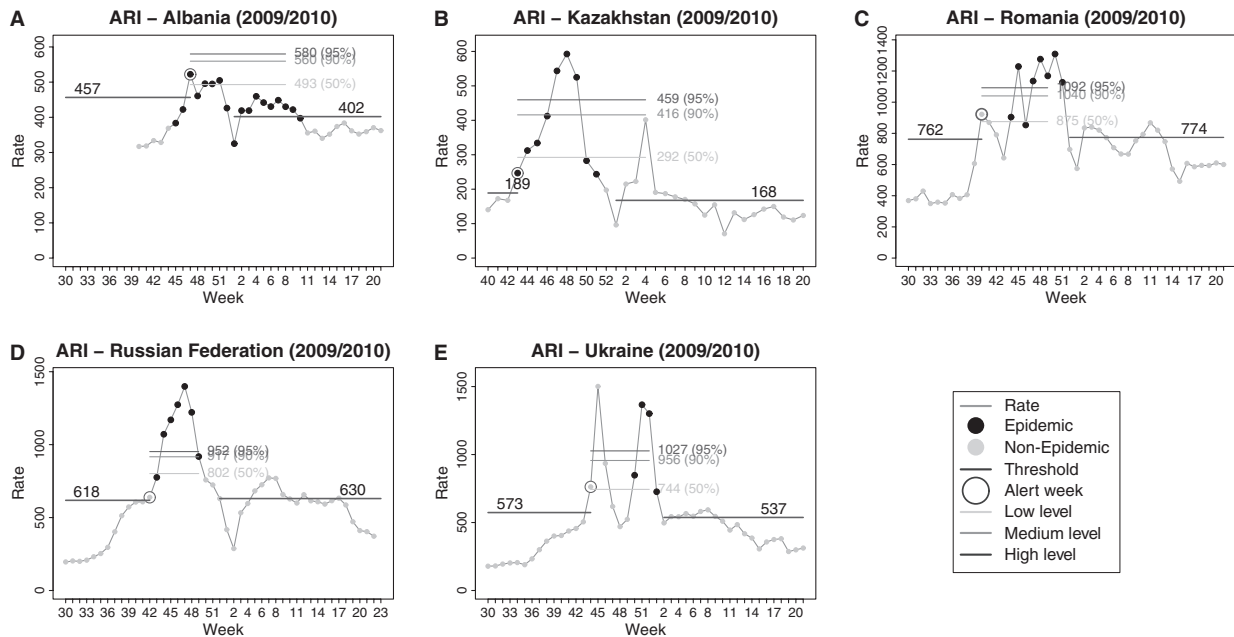 A
ARI – Albania (2009/2010)
Rate
0 100 200 300 400 500 600
457
580 (95%)
560 (90%)
493 (50%)
402
30 33 36 39 42 45 48 51 2 5 8 11 14 17 20
Week
B
ARI – Kazakhstan (2009/2010)
Rate
0 100 200 300 400 500 600
189
459 (95%)
416 (90%)
292 (50%)
168
40 42 44 46 48 50 52 2 4 6 8 10 12 14 16 18 20
Week
C
ARI – Romania (2009/2010)
Rate
0 200 400 600 800 1000 1200 1400
762
1092 (95%)
1040 (90%)
875 (50%)
774
30 33 36 39 42 45 48 51 2 5 8 11 14 17 20
Week
D
ARI – Russian Federation (2009/2010)
Rate
0 500 1000 1500
618
952 (95%)
917 (90%)
802 (50%)
630
30 33 36 39 42 45 48 51 2 5 8 11 14 17 20 23
Week
E
ARI – Ukraine (2009/2010)
Rate
0 500 1000 1500
573
1027 (95%)
956 (90%)
744 (50%)
537
30 33 36 39 42 45 48 51 2 5 8 11 14 17 20
Week
Rate
Epidemic
Non-Epidemic
Threshold
Alert week
Low level
Medium level
High level